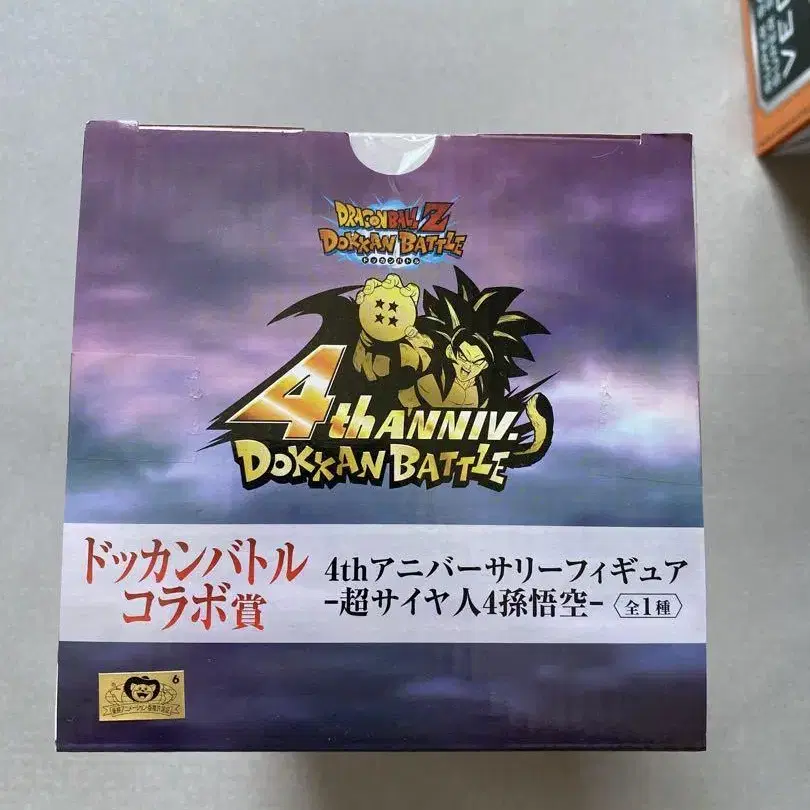 DRAGONBALL Z
DOKKAN BATTLE
ドッカンバトル
4th ANNIV.
DOKKAN BATTLE
ドッカンバトル
コラボ賞
4thアニバーサリーフィギュア
-超サイヤ人4孫悟空- 〈全1種〉
6